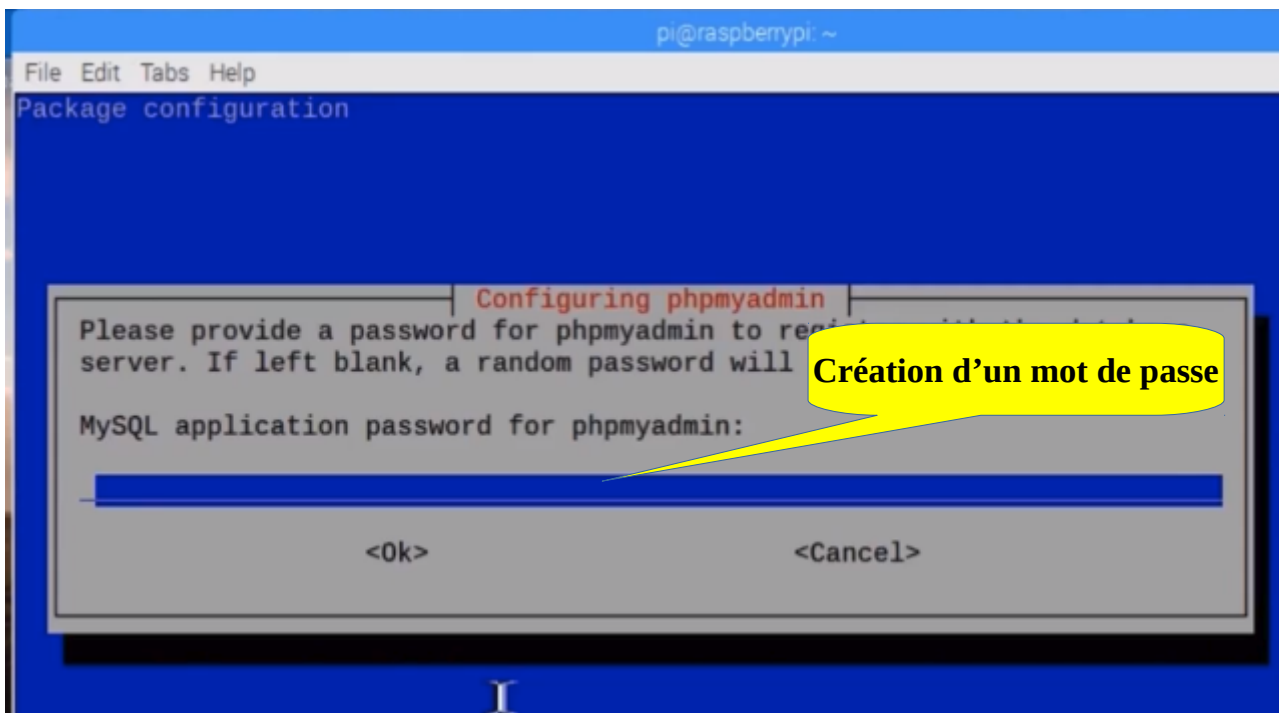 pi@raspberrypi: ~
File Edit Tabs Help
Package configuration
Configuring phpmyadmin
Please provide a password for phpmyadmin to
server. If left blank, a random password will
Création d’un mot de passe
MySQL application password for phpmyadmin:
<Ok> <Cancel>